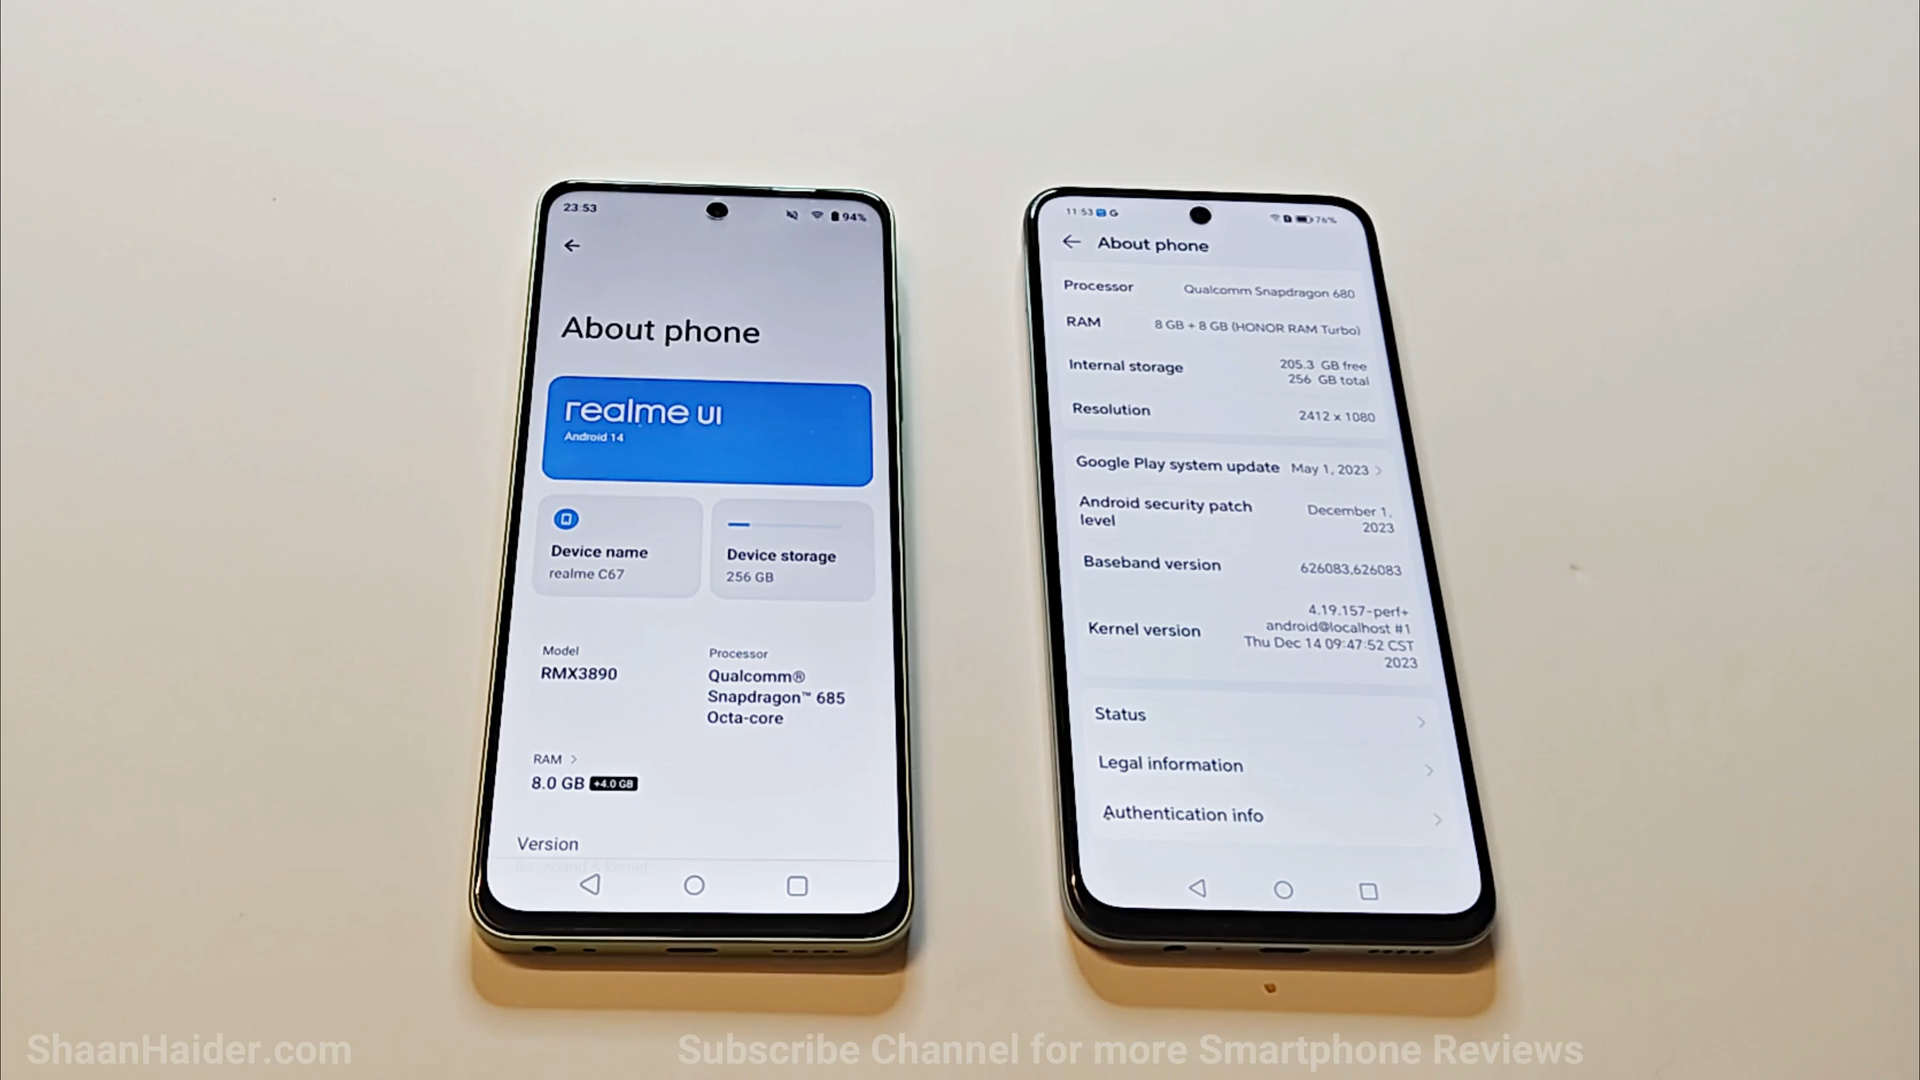 23:53
94%
About phone
realme UI
Android 14
Device name
realme C67
Device storage
256 GB
Model
RMX3890
Processor
Qualcomm®
Snapdragon™ 685
Octa-core
RAM
8.0 GB +4.0 GB
Version
Baseband & kernel
11:53 G
76%
About phone
Processor Qualcomm Snapdragon 680
RAM 8 GB + 8 GB (HONOR RAM Turbo)
Internal storage 205.3 GB free
256 GB total
Resolution 2412 x 1080
Google Play system update May 1, 2023
Android security patch level December 1, 2023
Baseband version 626083,626083
Kernel version 4.19.157-perf+
android@localhost #1
Thu Dec 14 09:47:52 CST
2023
Status
Legal information
Authentication info
ShaanHaider.com
Subscribe Channel for more Smartphone Reviews